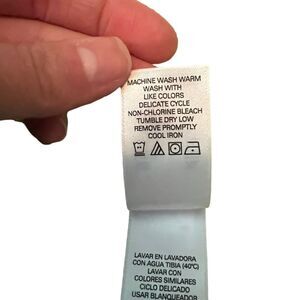 MACHINE WASH WARM
WASH WITH
LIKE COLORS
DELICATE CYCLE
NON-CHLORINE BLEACH
TUMBLE DRY LOW
REMOVE PROMPTLY
COOL IRON
LAVAR EN LAVADORA
CON AGUA TIBIA (40°C)
LAVAR CON
COLORES SIMILARES
CICLO DELICADO
USAR BLANQUEADOR